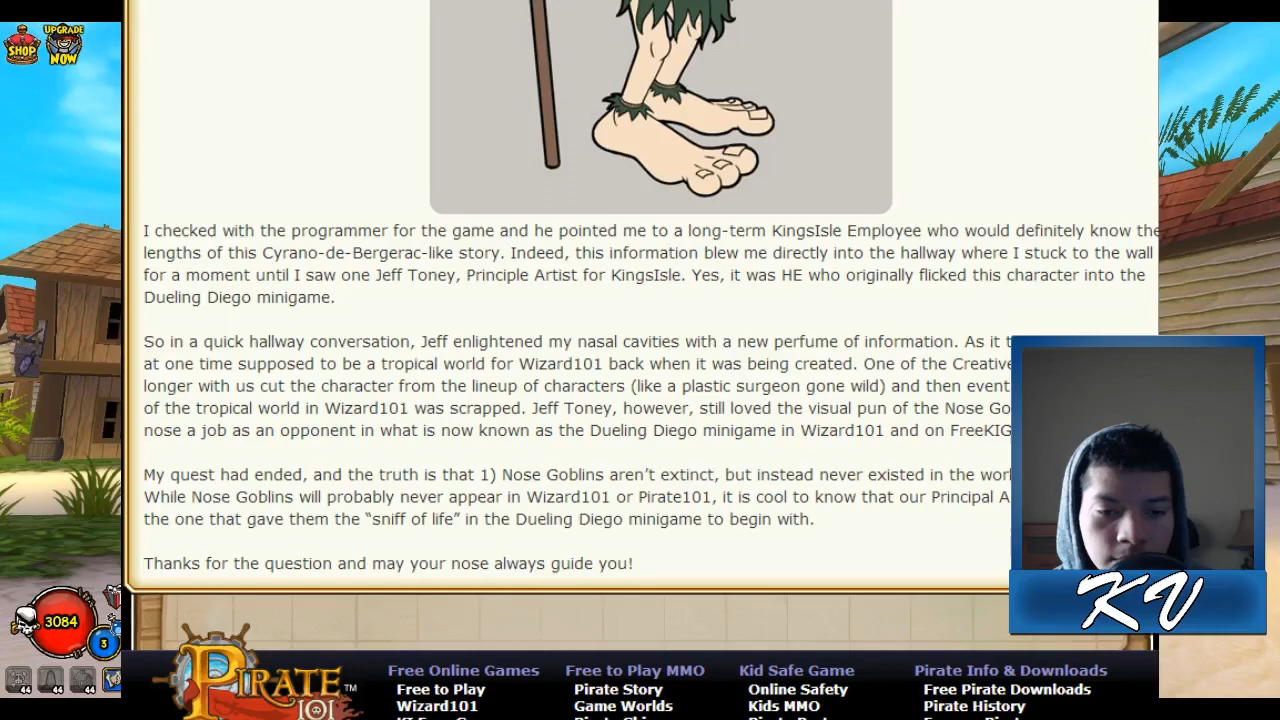 SHOP
UPGRADE
NOW
I checked with the programmer for the game and he pointed me to a long-term KingsIsle Employee who would definitely know the
lengths of this Cyrano-de-Bergerac-like story. Indeed, this information blew me directly into the hallway where I stuck to the wall
for a moment until I saw one Jeff Toney, Principle Artist for KingsIsle. Yes, it was HE who originally flicked this character into the
Dueling Diego minigame.
So in a quick hallway conversation, Jeff enlightened my nasal cavities with a new perfume of information. As it
at one time supposed to be a tropical world for Wizard101 back when it was being created. One of the Creative
longer with us cut the character from the lineup of characters (like a plastic surgeon gone wild) and then
of the tropical world in Wizard101 was scrapped. Jeff Toney, however, still loved the visual pun of the Nose
nose a job as an opponent in what is now known as the Dueling Diego minigame in Wizard101 and on
My quest had ended, and the truth is that 1) Nose Goblins aren't extinct, but instead never existed in the
While Nose Goblins will probably never appear in Wizard101 or Pirate101, it is cool to know that our Principal
the one that gave them the “sniff of life” in the Dueling Diego minigame to begin with.
Thanks for the question and may your nose always guide you!
KV
3084
3
44 44 44
PIRATE 101 TM
Free Online Games Free to Play MMO Kid Safe Game Pirate Info & Downloads
Free to Play Pirate Story Online Safety Free Pirate Downloads
Wizard101 Game Worlds Kids MMO Pirate History